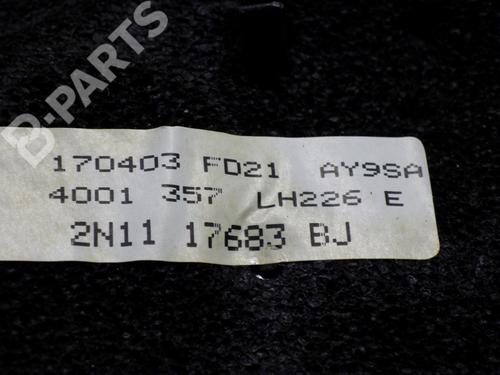 B-PARTS
170403 FD21 AY9SA
4001 357 LH226 E
2N11 17683 BJ